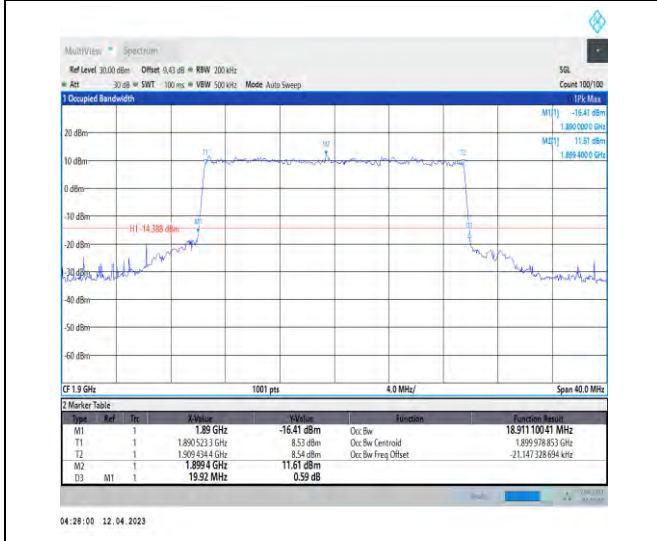 MultiView Spectrum
Ref Level 30.00 dBm Offset 9.43 dB RBW 200 kHz SGL
Att 30 dB SWT 100 ms VBW 500 kHz Mode Auto Sweep Count 100/100
1 Occupied Bandwidth 1Pk Max
M1[1] -16.41 dBm
1.890 000 0 GHz
M2[1] 11.61 dBm
1.899 400 0 GHz
20 dBm
T1 M2 T2
10 dBm
0 dBm
-10 dBm
H1 -14.388 dBm M1
-20 dBm
-30 dBm
-40 dBm
-50 dBm
-60 dBm
CF 1.9 GHz 1001 pts 4.0 MHz/ Span 40.0 MHz
2 Marker Table
Type Ref Trc X-Value Y-Value Function Function Result
M1 1 1.89 GHz -16.41 dBm Occ Bw 18.911 100 41 MHz
T1 1 1.890 523 3 GHz 8.53 dBm Occ Bw Centroid 1.899 978 853 GHz
T2 1 1.909 434 4 GHz 8.54 dBm Occ Bw Freq Offset -21.147 328 694 kHz
M2 1 1.899 4 GHz 11.61 dBm
D3 M1 1 19.92 MHz 0.59 dB
04:28:00 12.04.2023